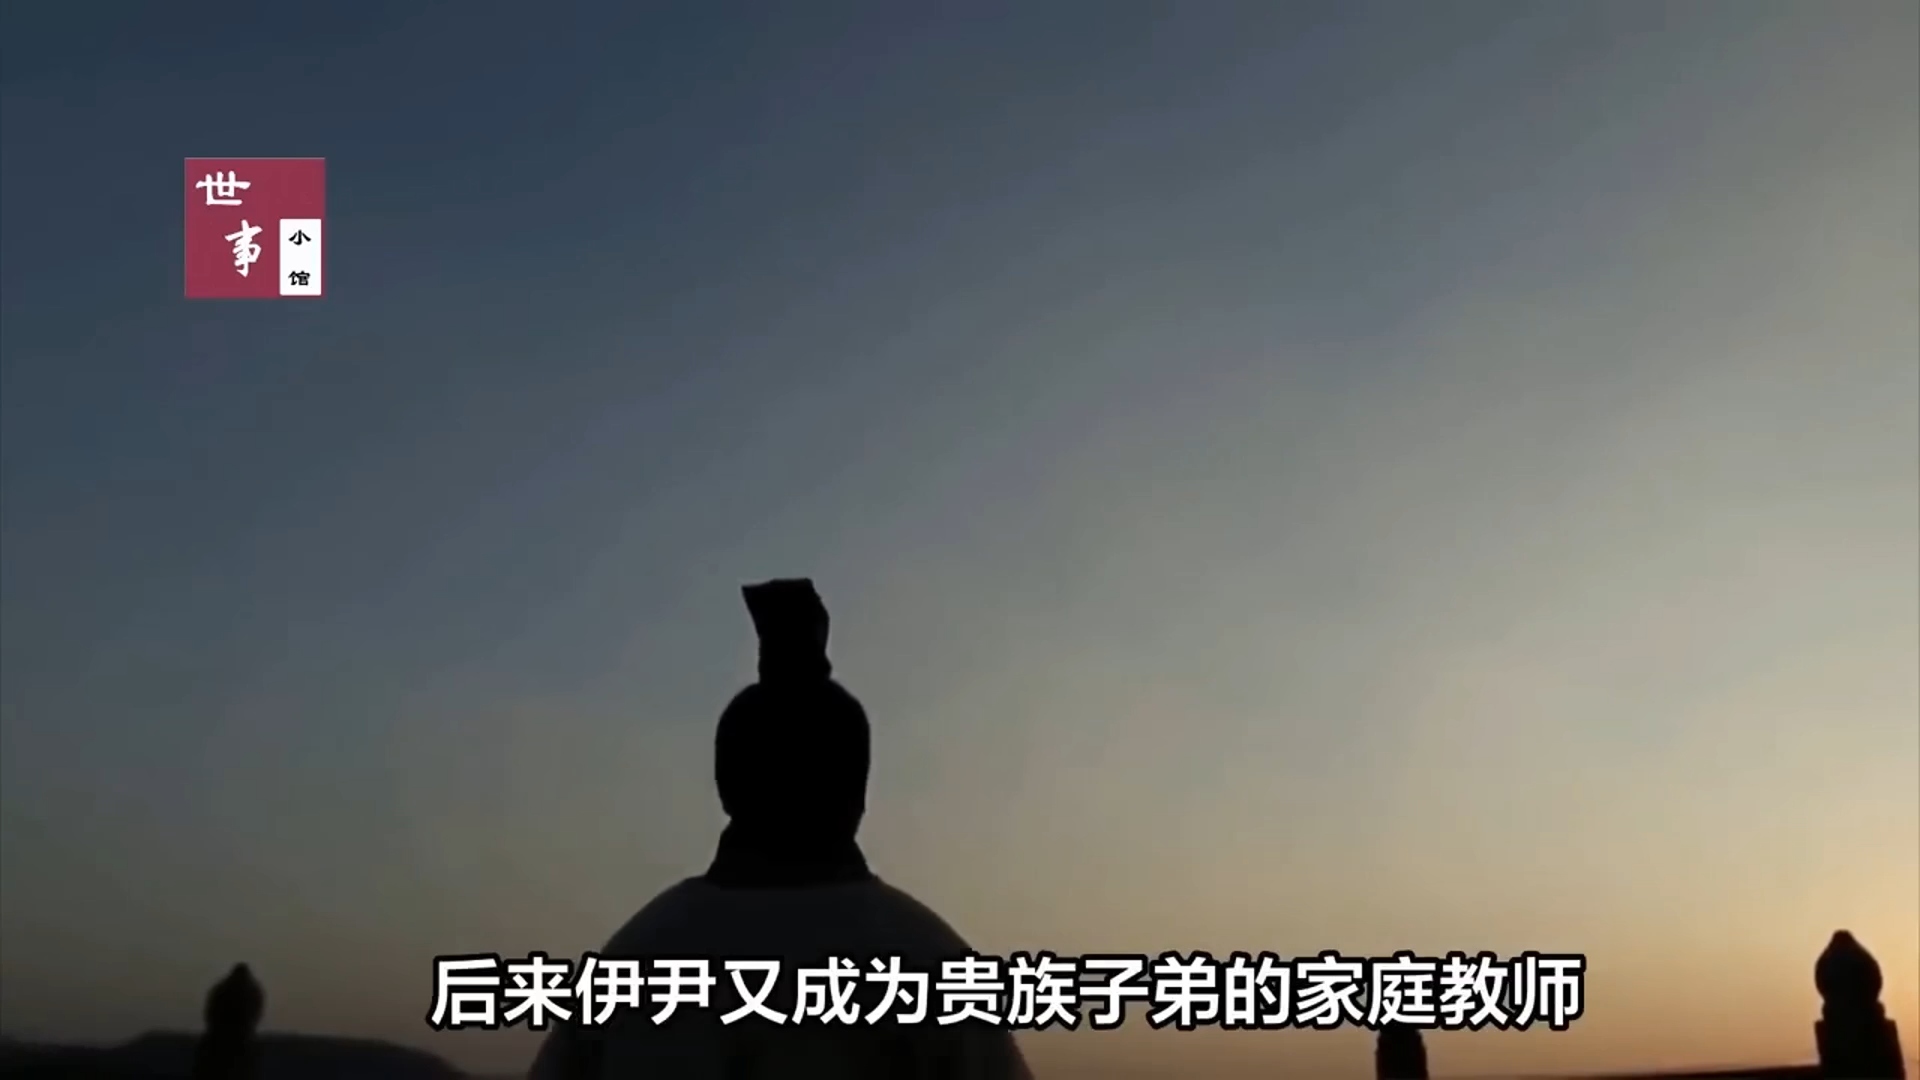 世
事
小
馆
后来伊尹又成为贵族子弟的家庭教师